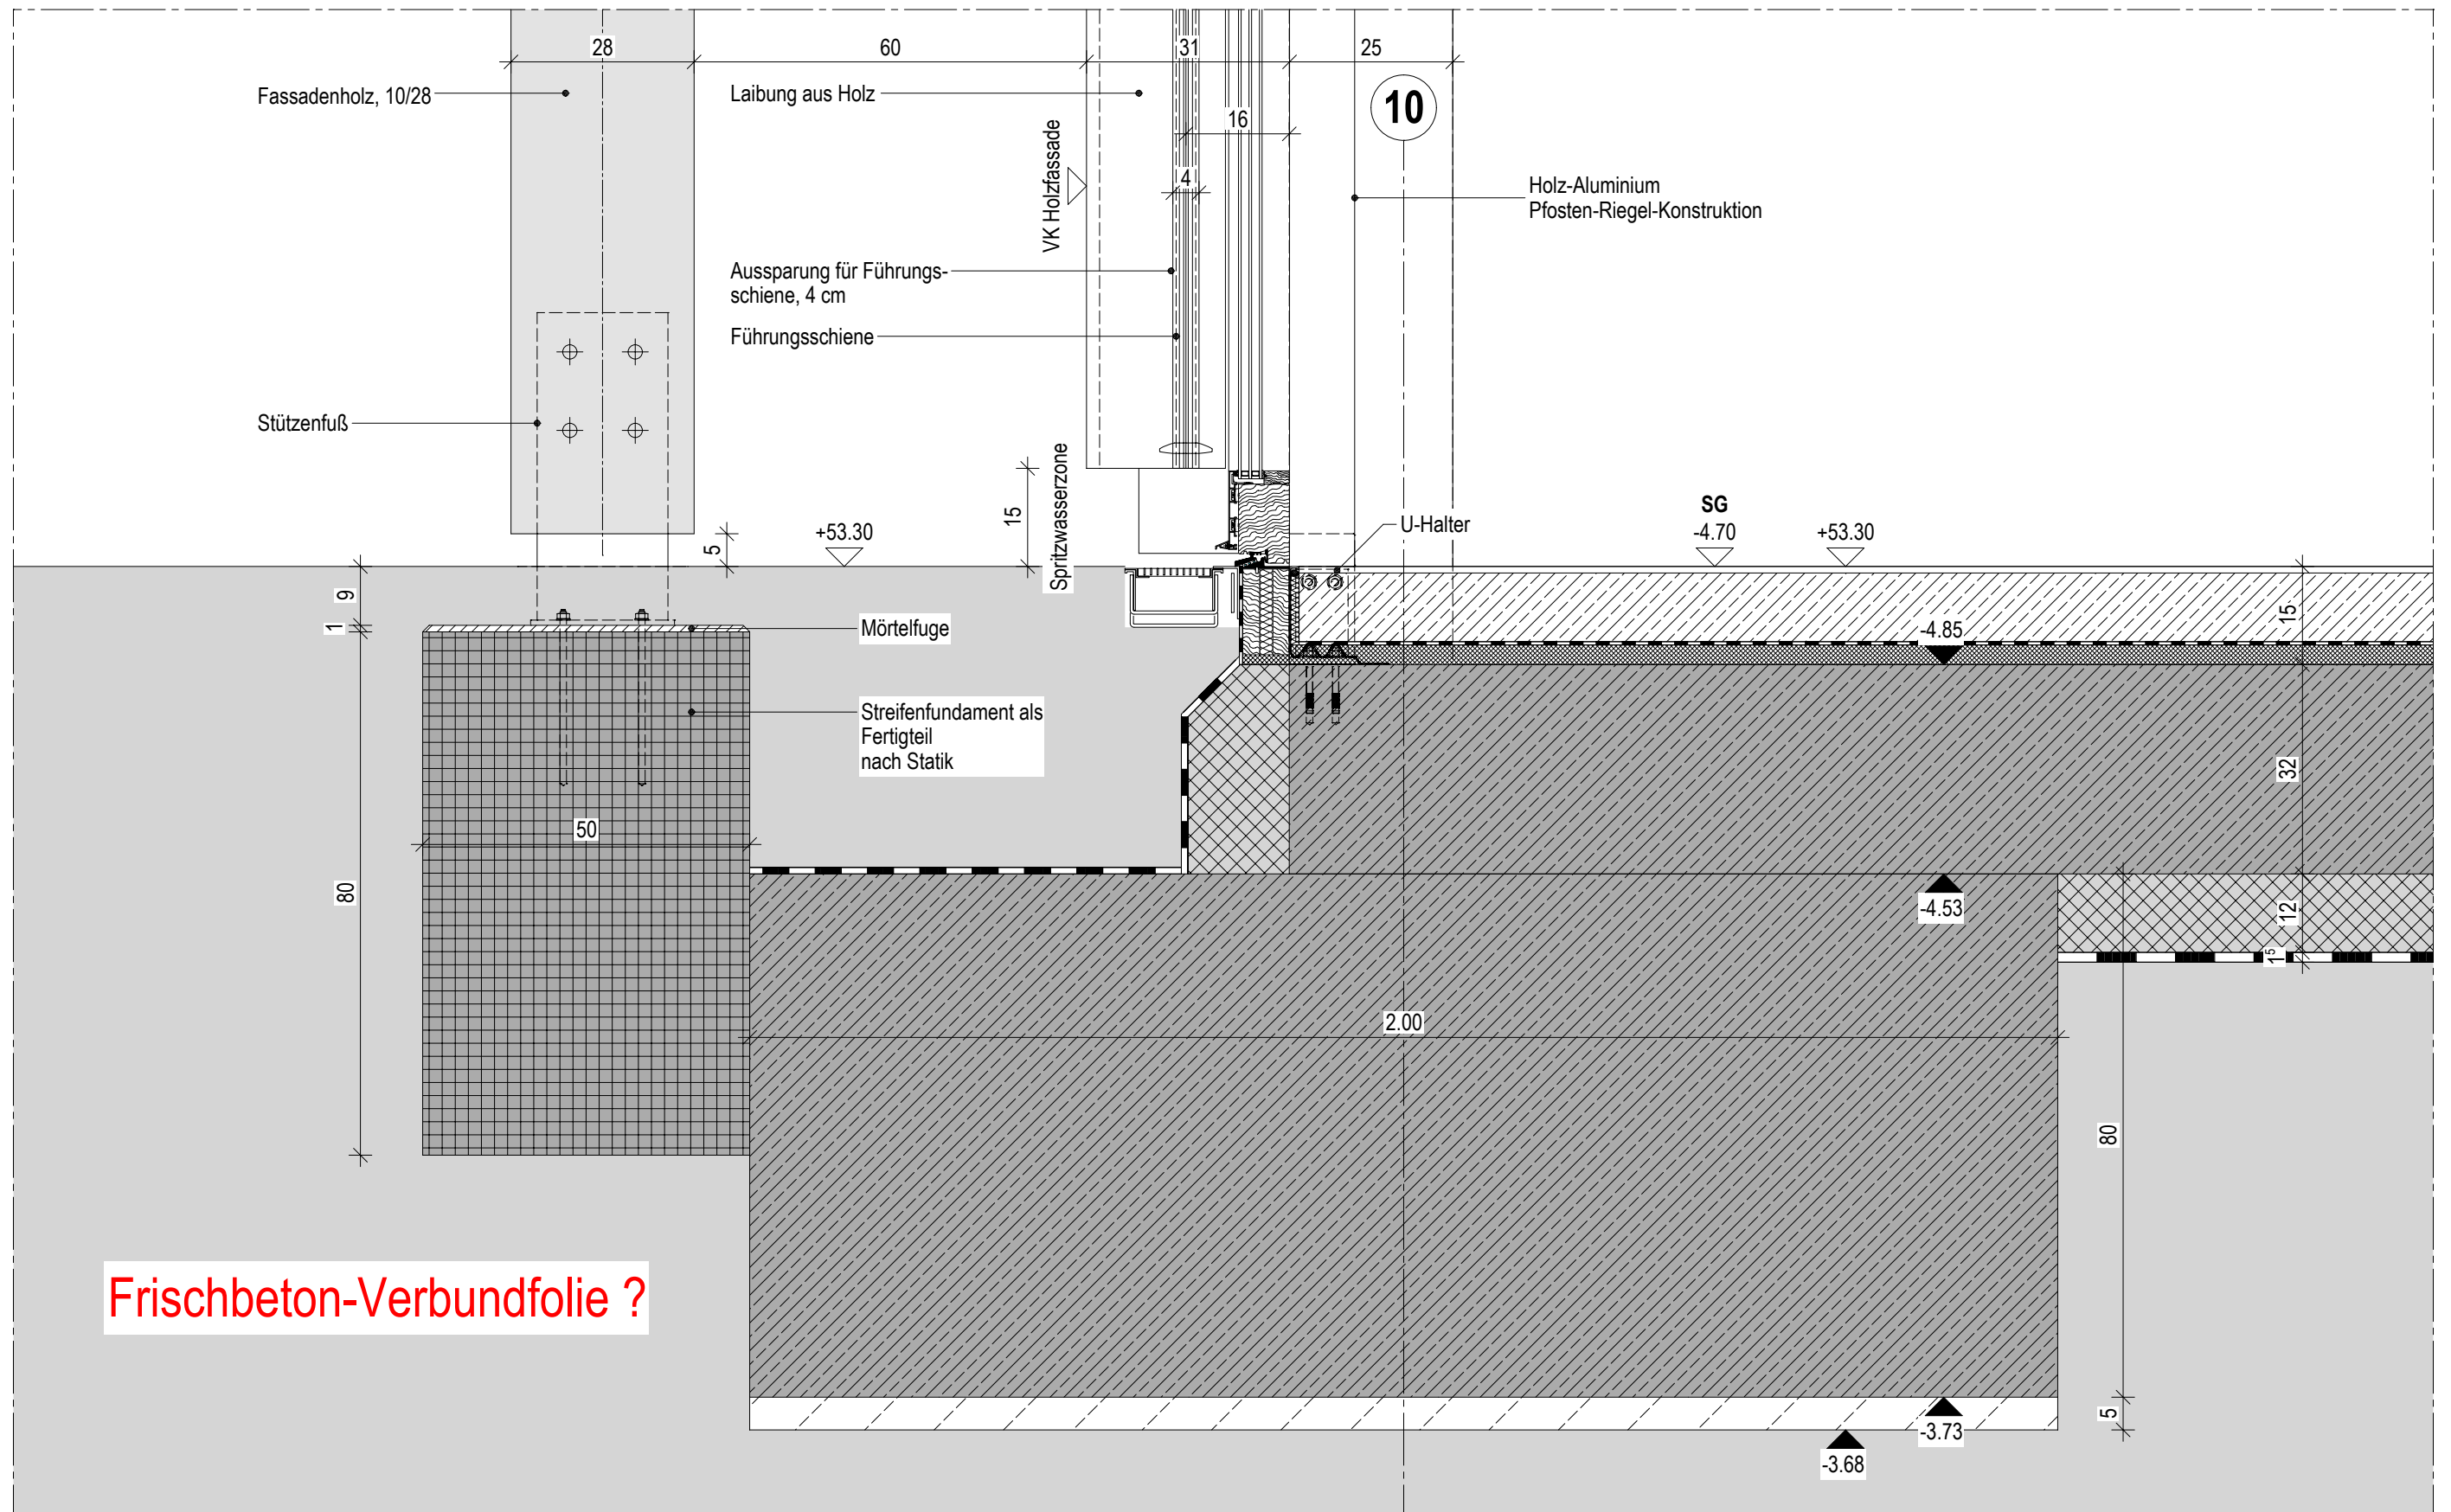 28
60
31
25
Fassadenholz, 10/28
Laibung aus Holz
10
16
VK Holzfassade
4
Holz-Aluminium
Pfosten-Riegel-Konstruktion
Aussparung für Führungs-
schiene, 4 cm
Führungsschiene
Stützenfuß
Spritzwasserzone
15
5
+53.30
U-Halter
SG
-4.70
+53.30
9
1
Mörtelfuge
15
-4.85
Streifenfundament als
Fertigteil
nach Statik
32
50
80
-4.53
12
1⁵
2.00
80
Frischbeton-Verbundfolie ?
5
-3.73
-3.68